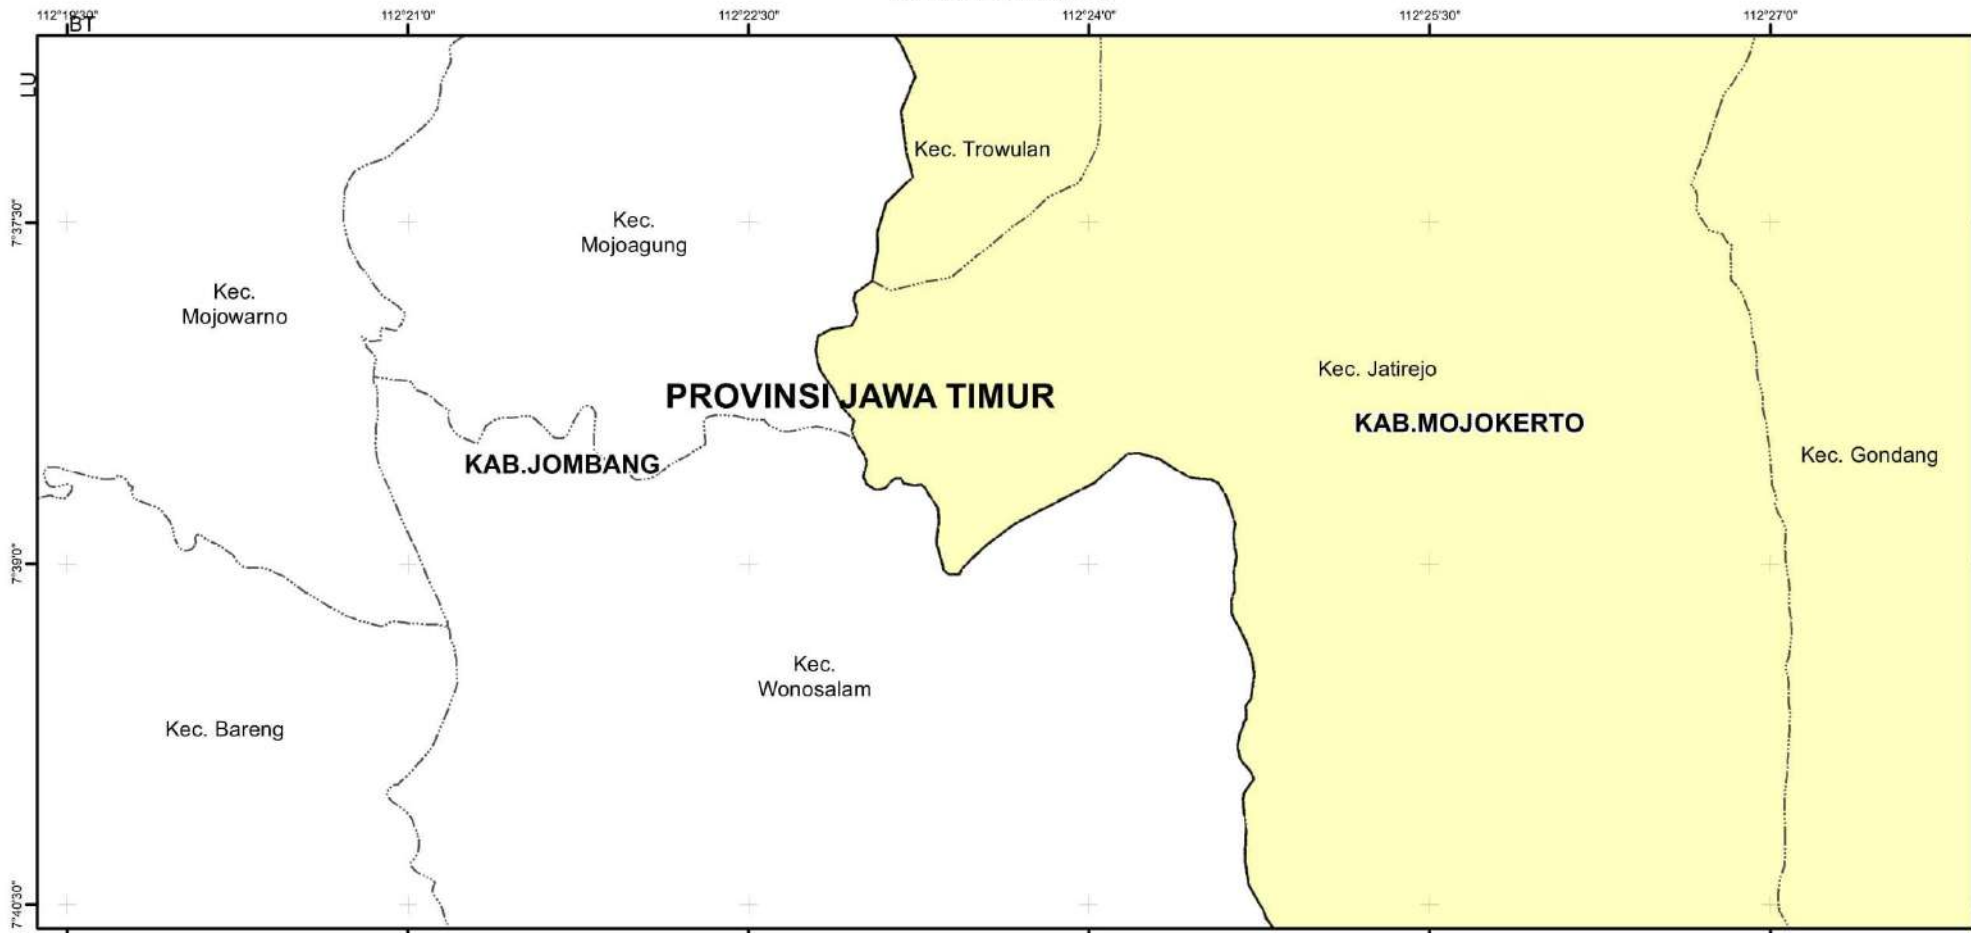 112°19'30" 112°21'0" 112°22'30" 112°24'0" 112°25'30" 112°27'0"
BT
LU
7°37'30"
7°39'0"
7°40'30"
Kec. Trowulan
Kec.
Mojoagung
Kec.
Mojowarno
Kec. Jatirejo
PROVINSI JAWA TIMUR
KAB.MOJOKERTO
KAB.JOMBANG
Kec. Gondang
Kec.
Wonosalam
Kec. Bareng